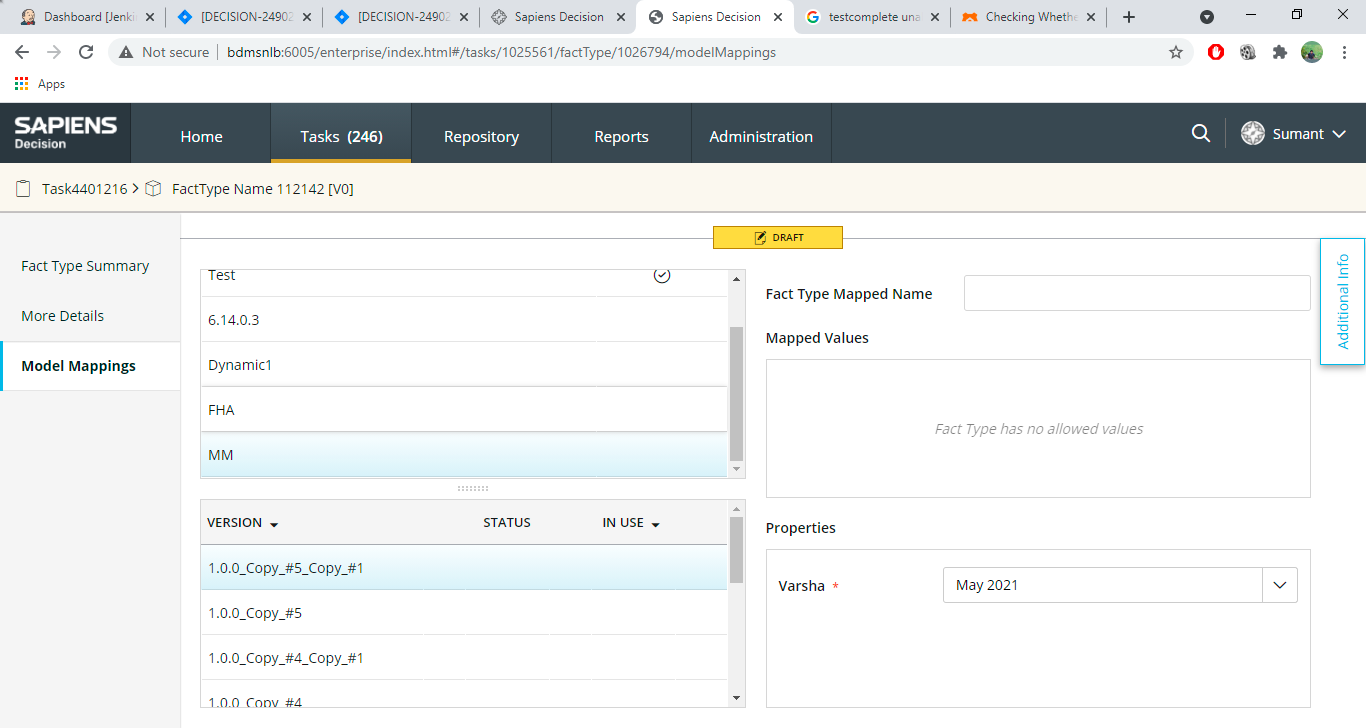 Dashboard [Jenki
[DECISION-24902
[DECISION-24902
Sapiens Decision
Sapiens Decision
testcomplete una
Checking Whethe
Not secure
bdmsnlb:6005/enterprise/index.html#/tasks/1025561/factType/1026794/modelMappings
Apps
SAPIENS
Decision
Home
Tasks (246)
Repository
Reports
Administration
Sumant
Task4401216 > FactType Name 112142 [V0]
DRAFT
Fact Type Summary
More Details
Model Mappings
Test
6.14.0.3
Dynamic1
FHA
MM
VERSION STATUS IN USE
1.0.0_Copy_#5_Copy_#1
1.0.0_Copy_#5
1.0.0_Copy_#4_Copy_#1
1.0.0_Copy_#4
Fact Type Mapped Name
Mapped Values
Fact Type has no allowed values
Properties
Varsha *
May 2021
Additional Info